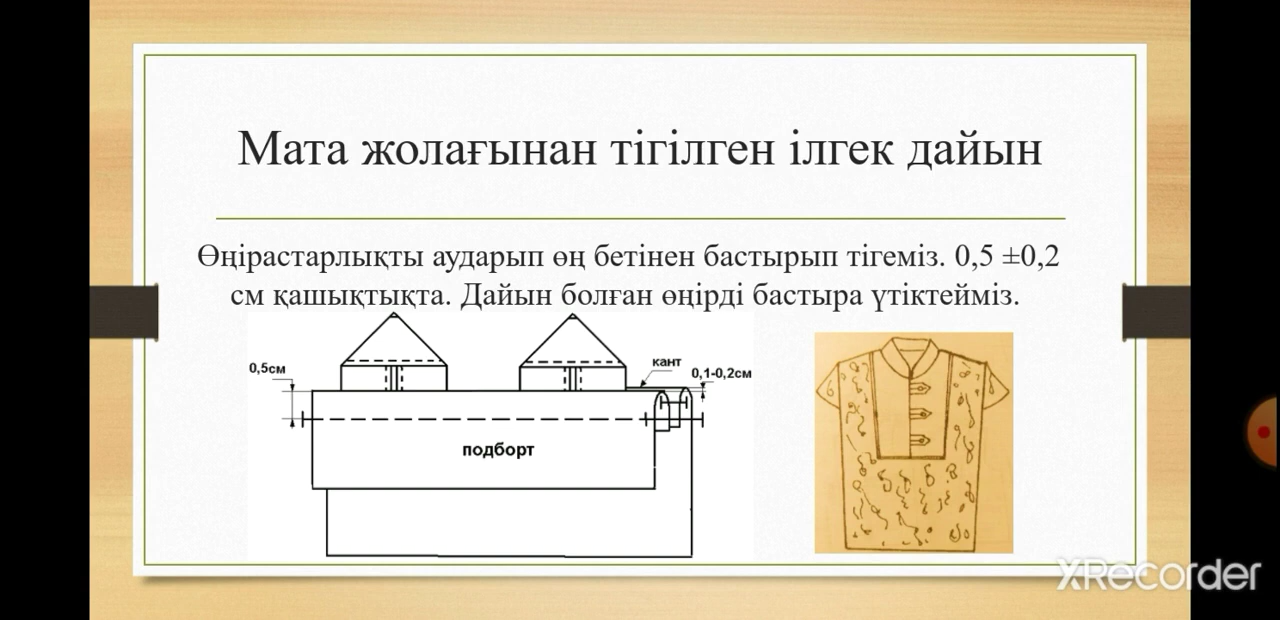 Мата жолағынан тігілген ілгек дайын
Өңірастарлықты аударып өң бетінен бастырып тігеміз. 0,5 ±0,2
см қашықтықта. Дайын болған өңірді бастыра үтіктейміз.
0,5см
кант
0,1-0,2см
подборт
XRecorder